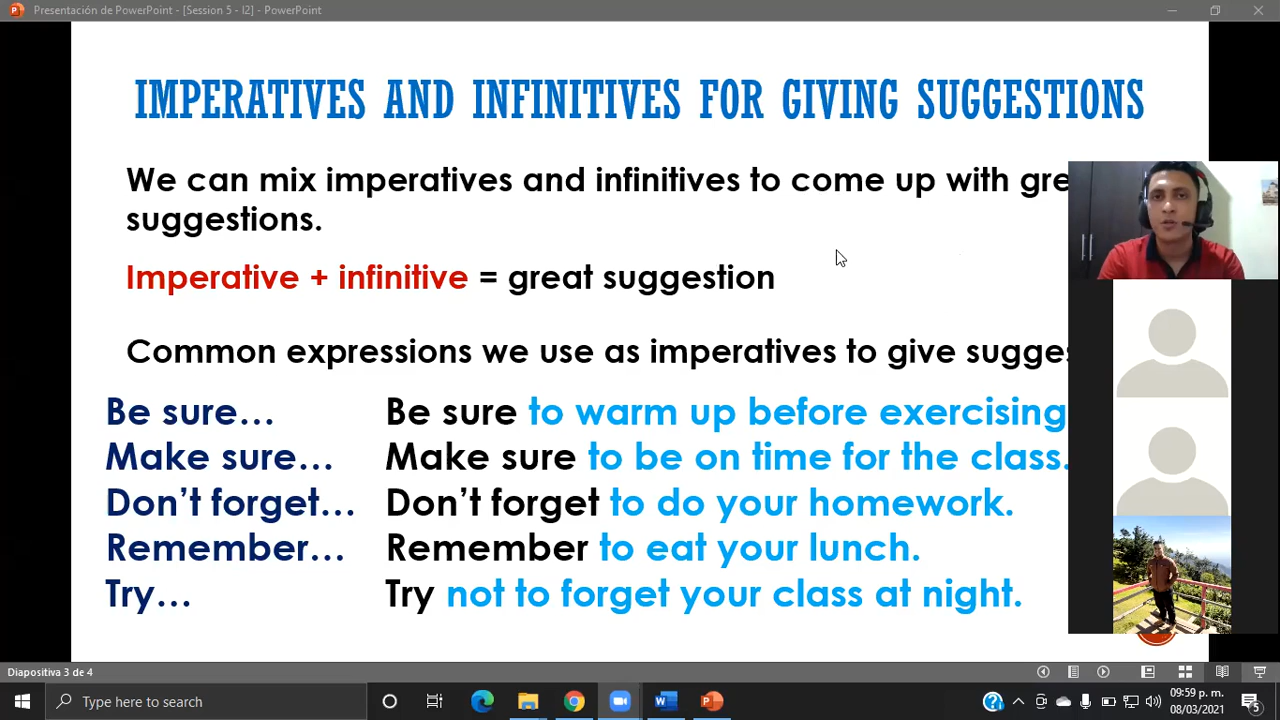 Presentación de PowerPoint - [Session 5 - I2] - PowerPoint
IMPERATIVES AND INFINITIVES FOR GIVING SUGGESTIONS
We can mix imperatives and infinitives to come up with gre
suggestions.
Imperative + infinitive = great suggestion
Common expressions we use as imperatives to give sugges
Be sure… Be sure to warm up before exercising
Make sure… Make sure to be on time for the class.
Don’t forget… Don’t forget to do your homework.
Remember… Remember to eat your lunch.
Try… Try not to forget your class at night.
Diapositiva 3 de 4
Type here to search
09:59 p. m.
08/03/2021
5